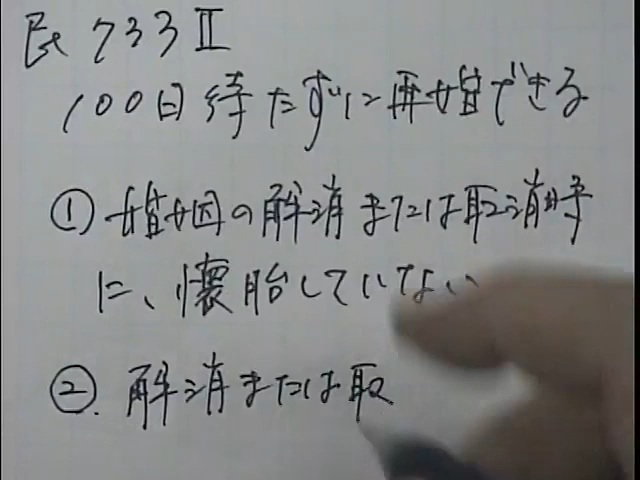 民733Ⅱ
100日待たずに再婚できる
①婚姻の解消または取消時
に、懐胎していない
②.解消または取